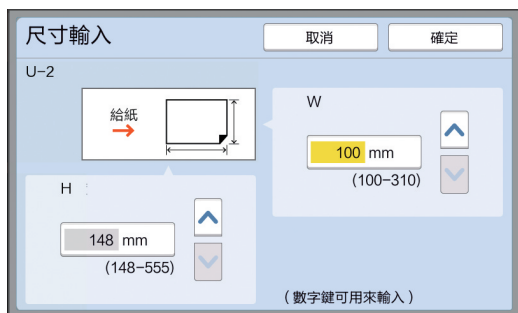 尺寸輸入
取消
確定
U-2
給紙
W
100 mm
(100-310)
H :
148 mm
(148-555)
(數字鍵可用來輸入)